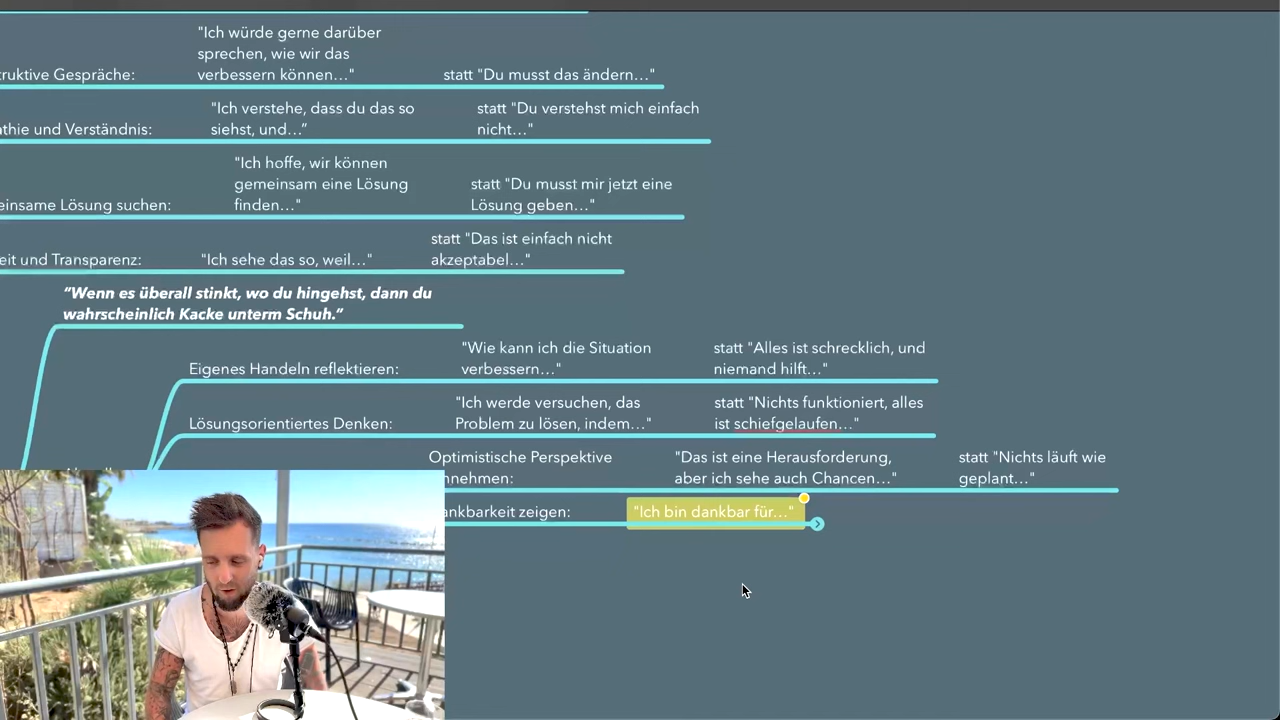 "Ich würde gerne darüber
sprechen, wie wir das
truktive Gespräche: verbessern können…" statt "Du musst das ändern…"
"Ich verstehe, dass du das so
statt "Du verstehst mich einfach
athie und Verständnis: siehst, und…" nicht…"
"Ich hoffe, wir können
gemeinsam eine Lösung
statt "Du musst mir jetzt eine
einsame Lösung suchen: finden…" Lösung geben…"
statt "Das ist einfach nicht
eit und Transparenz: "Ich sehe das so, weil…" akzeptabel…"
"Wenn es überall stinkt, wo du hingehst, dann du
wahrscheinlich Kacke unterm Schuh."
"Wie kann ich die Situation
statt "Alles ist schrecklich, und
Eigenes Handeln reflektieren: verbessern…" niemand hilft…"
"Ich werde versuchen, das
statt "Nichts funktioniert, alles
Lösungsorientiertes Denken: Problem zu lösen, indem…" ist schiefgelaufen…"
Optimistische Perspektive
"Das ist eine Herausforderung,
statt "Nichts läuft wie
nnehmen: aber ich sehe auch Chancen…" geplant…"
ankbarkeit zeigen: "Ich bin dankbar für…"